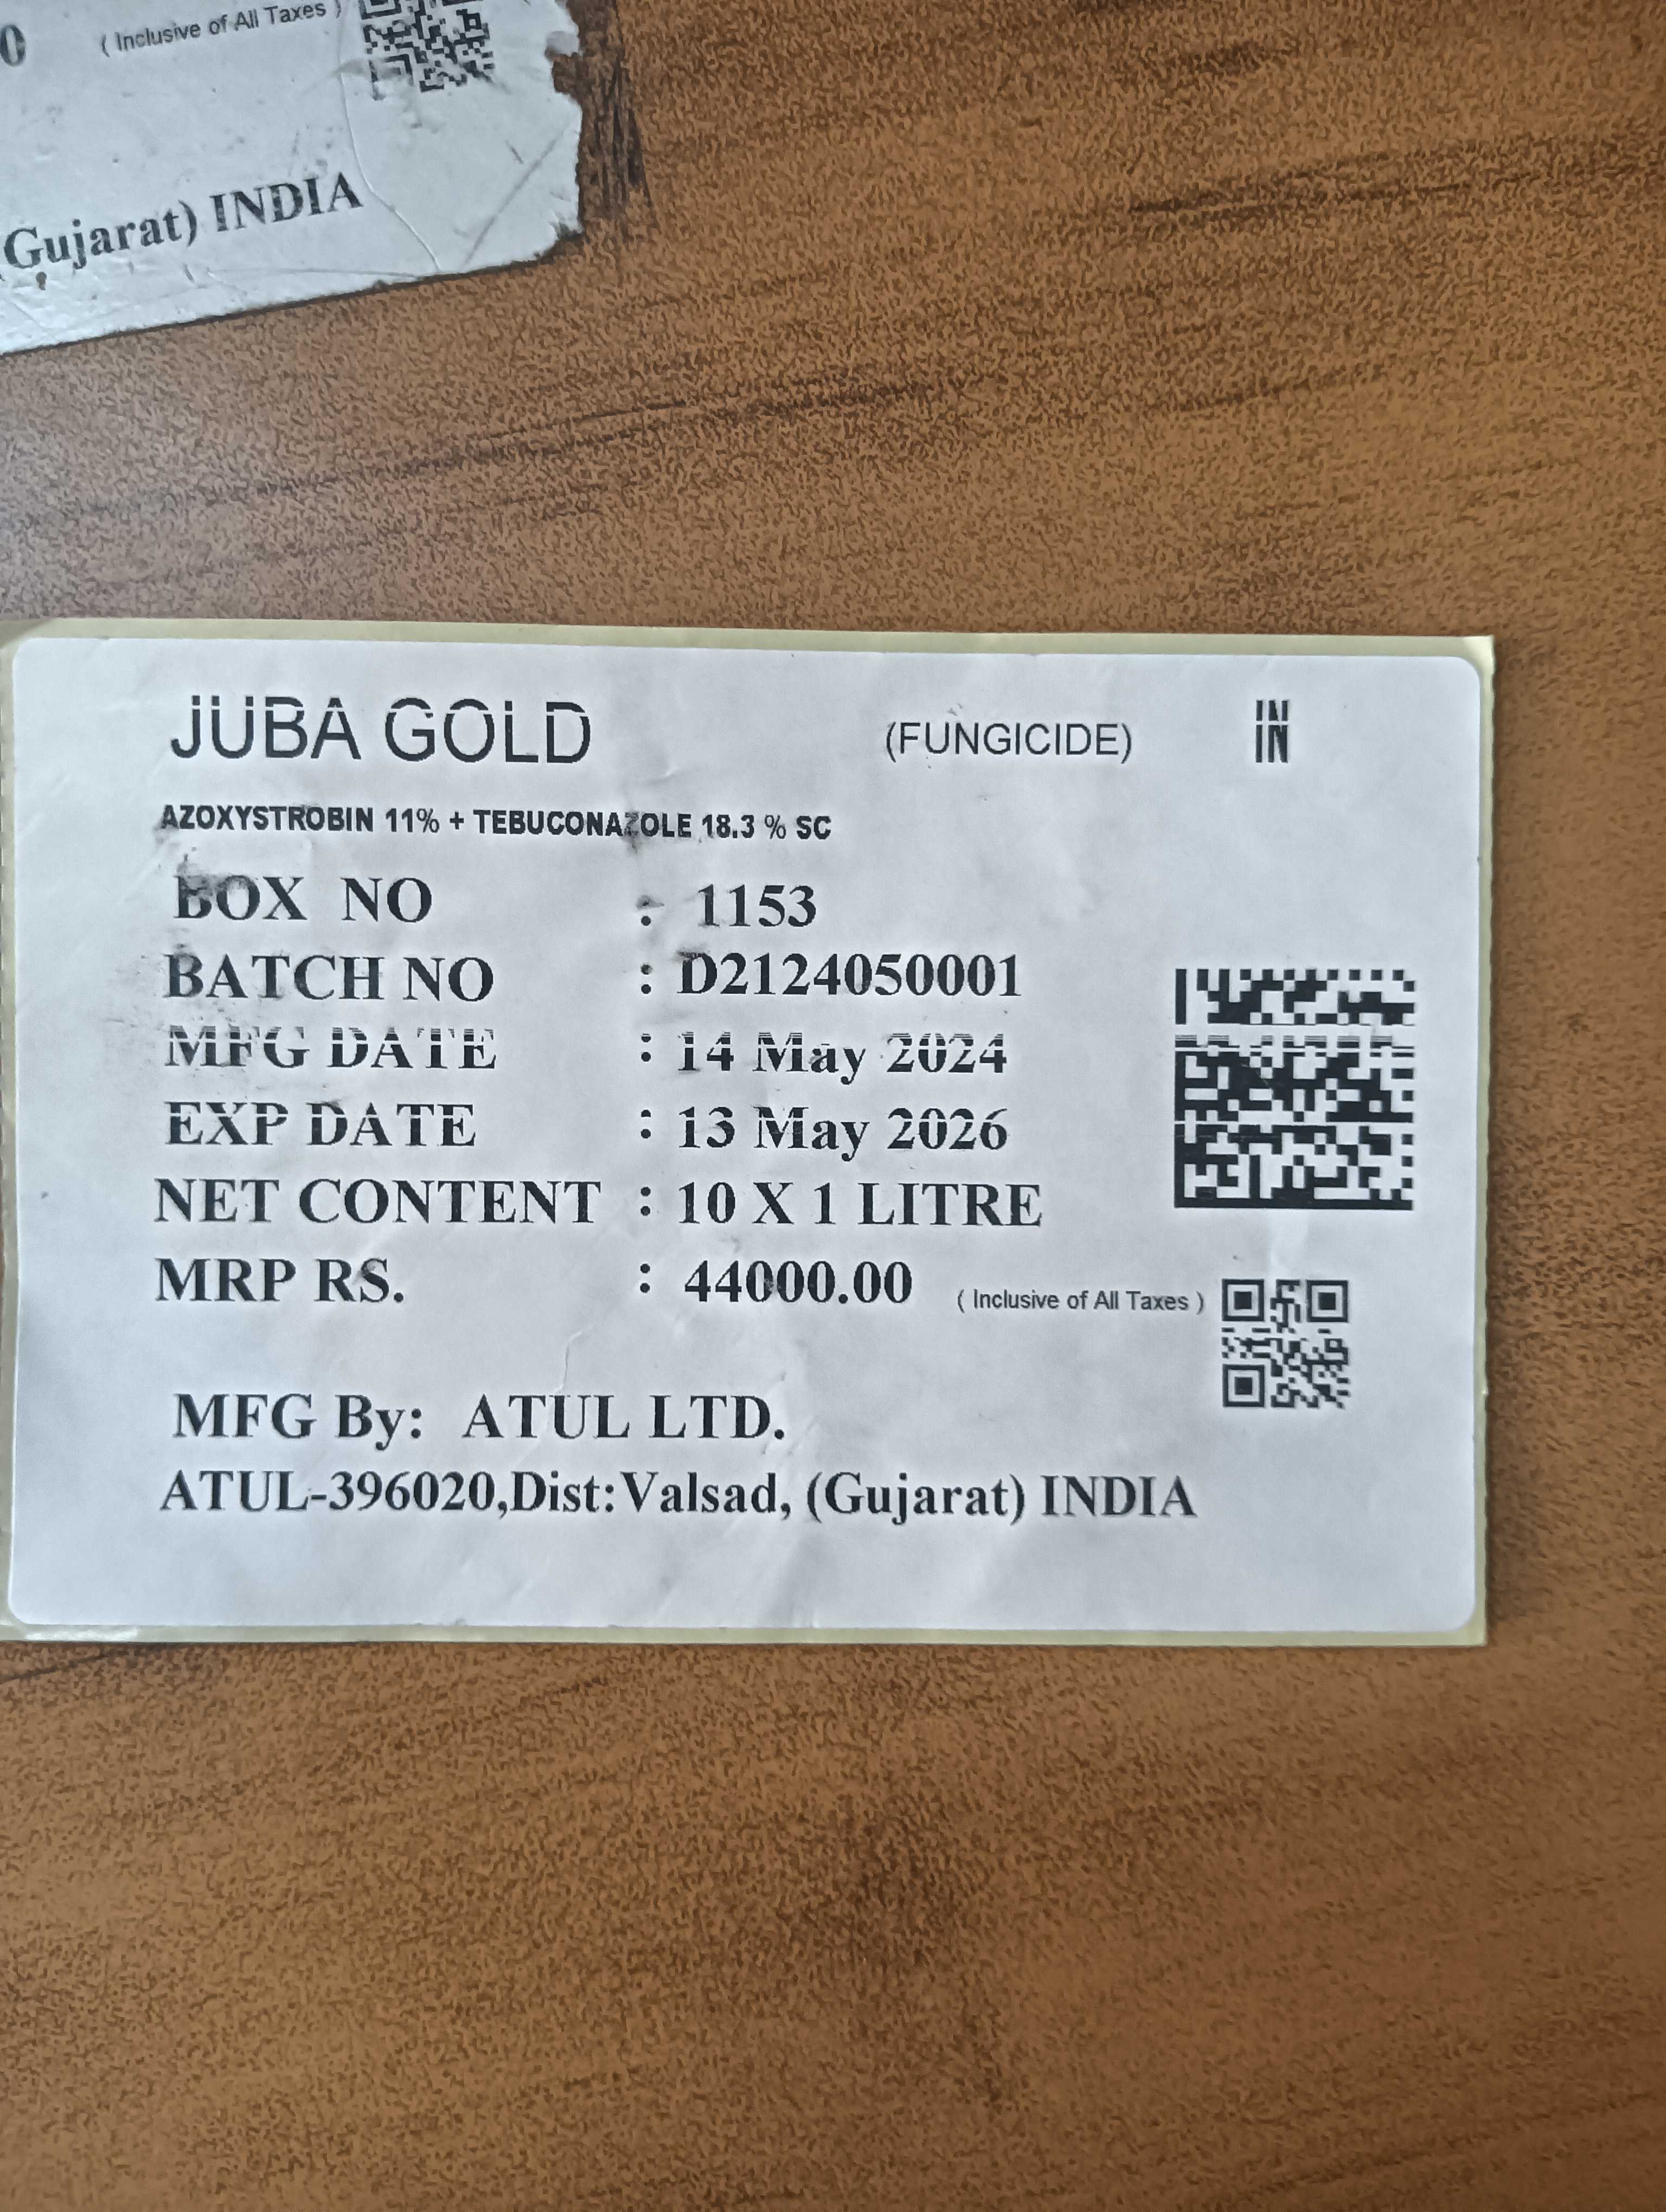 0 ( Inclusive of All Taxes )
(Gujarat) INDIA
JUBA GOLD (FUNGICIDE) IN
AZOXYSTROBIN 11% + TEBUCONAZOLE 18.3 % SC
BOX NO : 1153
BATCH NO : D2124050001
MFG DATE : 14 May 2024
EXP DATE : 13 May 2026
NET CONTENT : 10 X 1 LITRE
MRP RS. : 44000.00 ( Inclusive of All Taxes )
MFG By: ATUL LTD.
ATUL-396020,Dist:Valsad, (Gujarat) INDIA